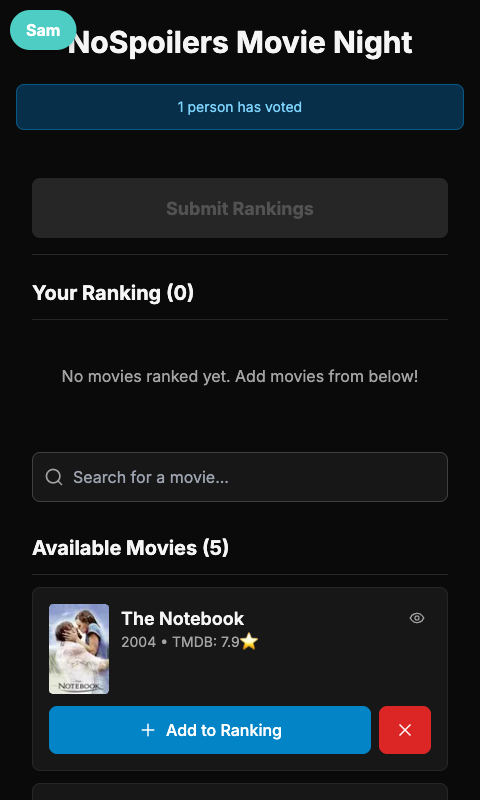 Sam
NoSpoilers Movie Night
1 person has voted
Submit Rankings
Your Ranking (0)
No movies ranked yet. Add movies from below!
Search for a movie...
Available Movies (5)
The Notebook
2004 • TMDB: 7.9⭐
THE NOTEBOOK
Add to Ranking